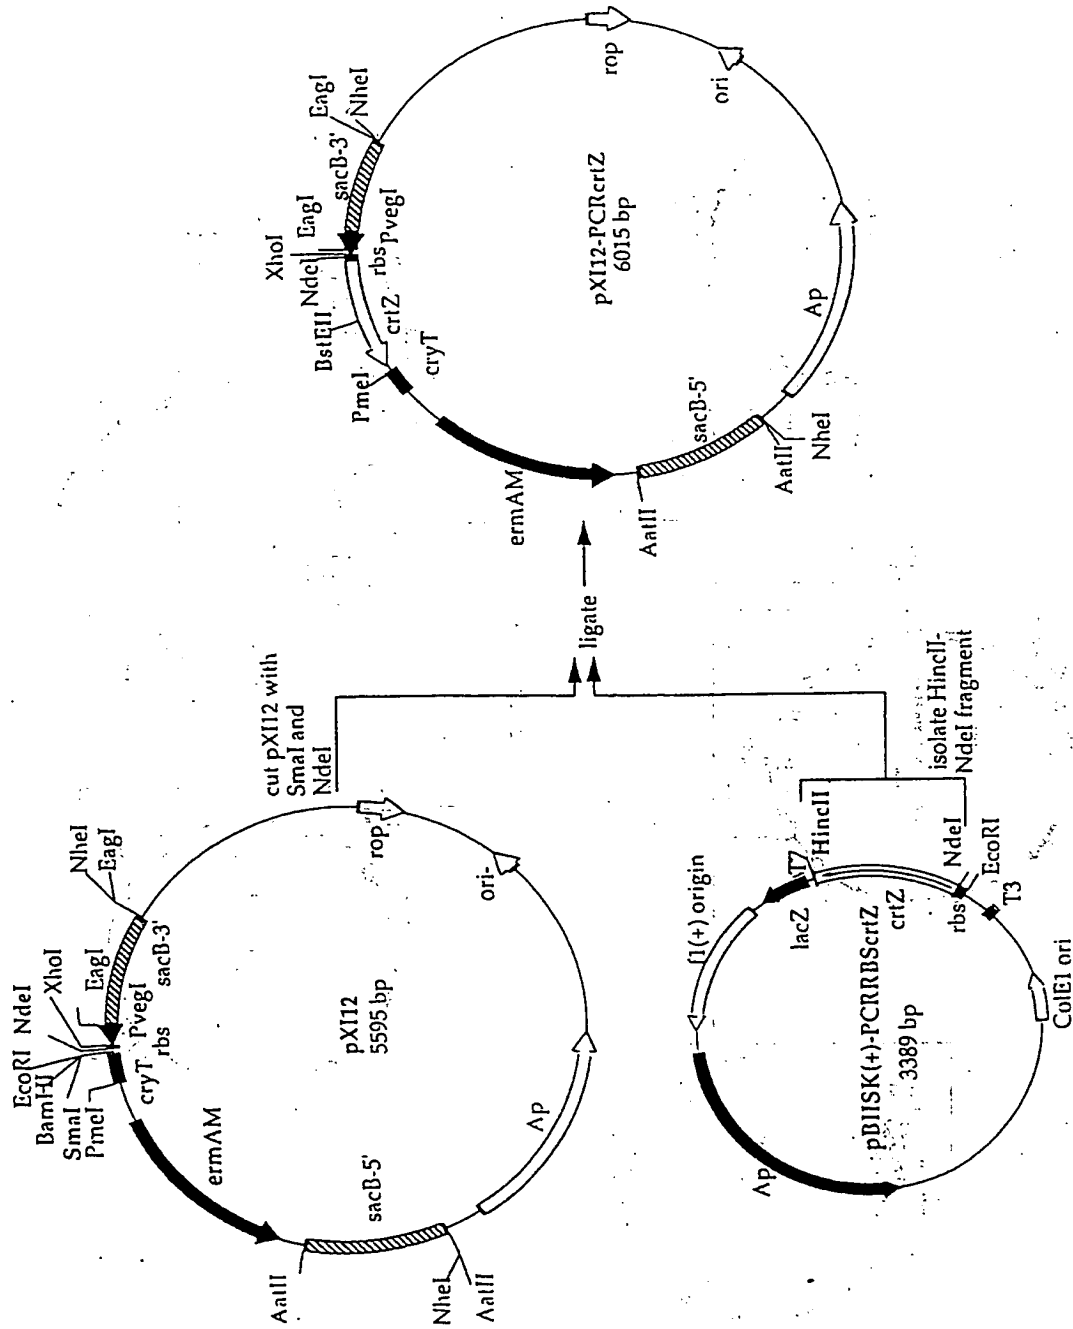 EcoRI
NdeI
BamHI
SmaI
PmeI
XhoI
EagI
NheI
EagI
cryT
rbs
PvegI
sacB-3'
ermAM
pXI12
5595 bp
rop
ori-
Ap
sacB-5'
AatII
NheI
AatII
cut pXI12 with
SmaI and
NdeI
f1(+) origin
lacZ
T7
HincII
crtZ
rbs
NdeI
EcoRI
T3
ColE1 ori
Ap
pBIISK(+)-PCRRBScrtZ
3389 bp
isolate HincII-
NdeI fragment
ligate
XhoI
NdeI
EagI
BstEII
PmeI
rbs
PvegI
sacB-3'
EagI
NheI
crtZ
cryT
ermAM
pXI12-PCRcrtZ
6015 bp
rop
ori
Ap
sacB-5'
AatII
AatII
NheI